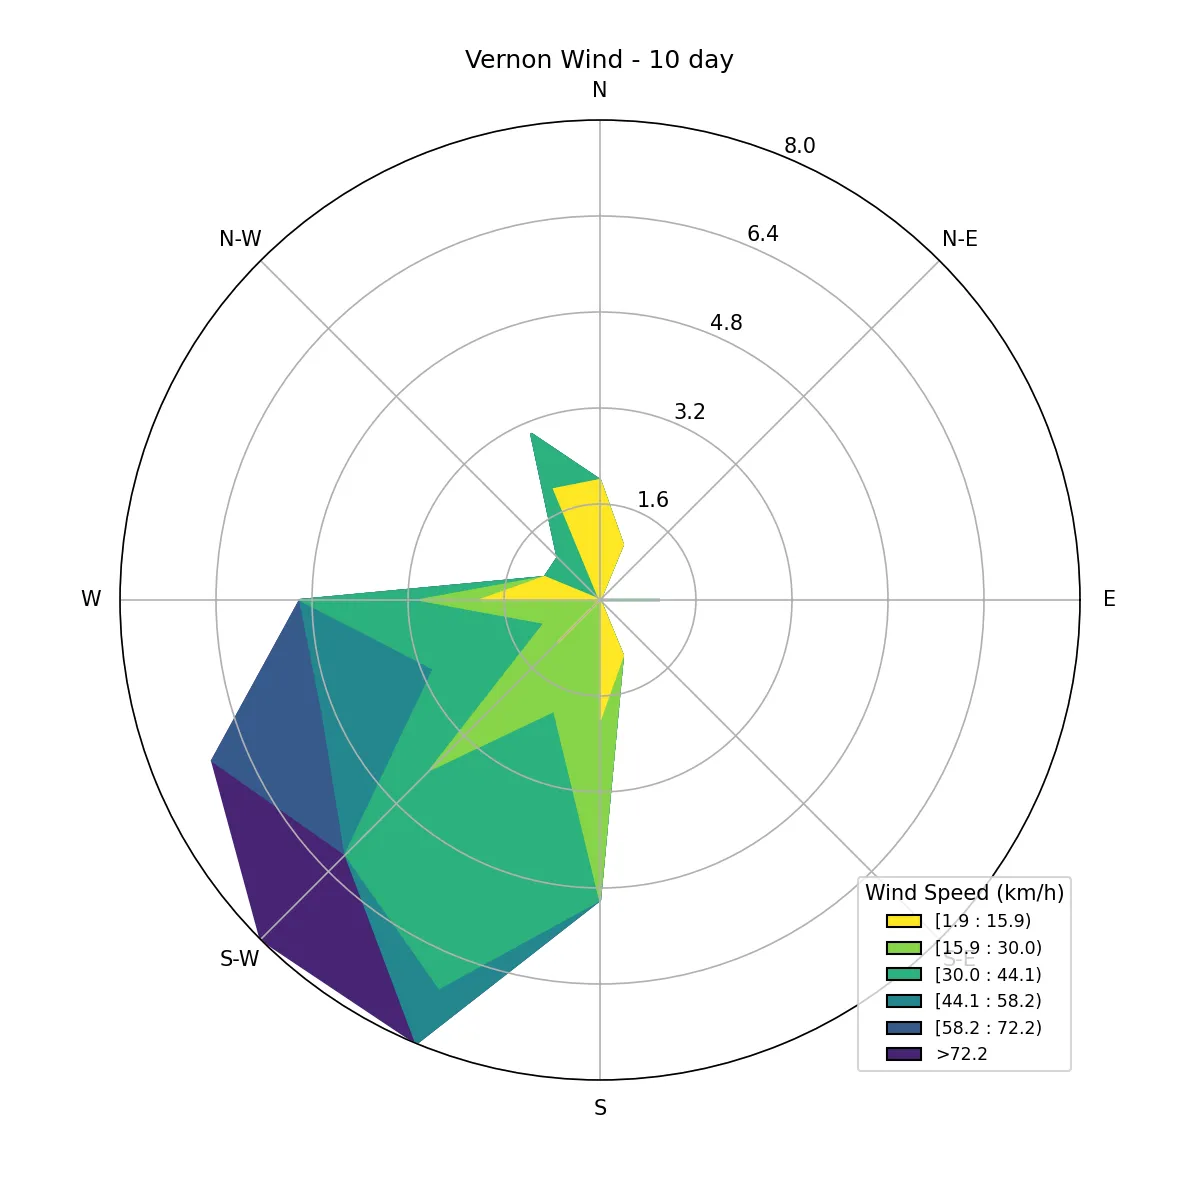 Vernon Wind - 10 day
N
8.0
6.4
N-W
N-E
4.8
3.2
1.6
W
E
Wind Speed (km/h)
[1.9 : 15.9)
[15.9 : 30.0)
S-W
S-E
[30.0 : 44.1)
[44.1 : 58.2)
[58.2 : 72.2)
>72.2
S